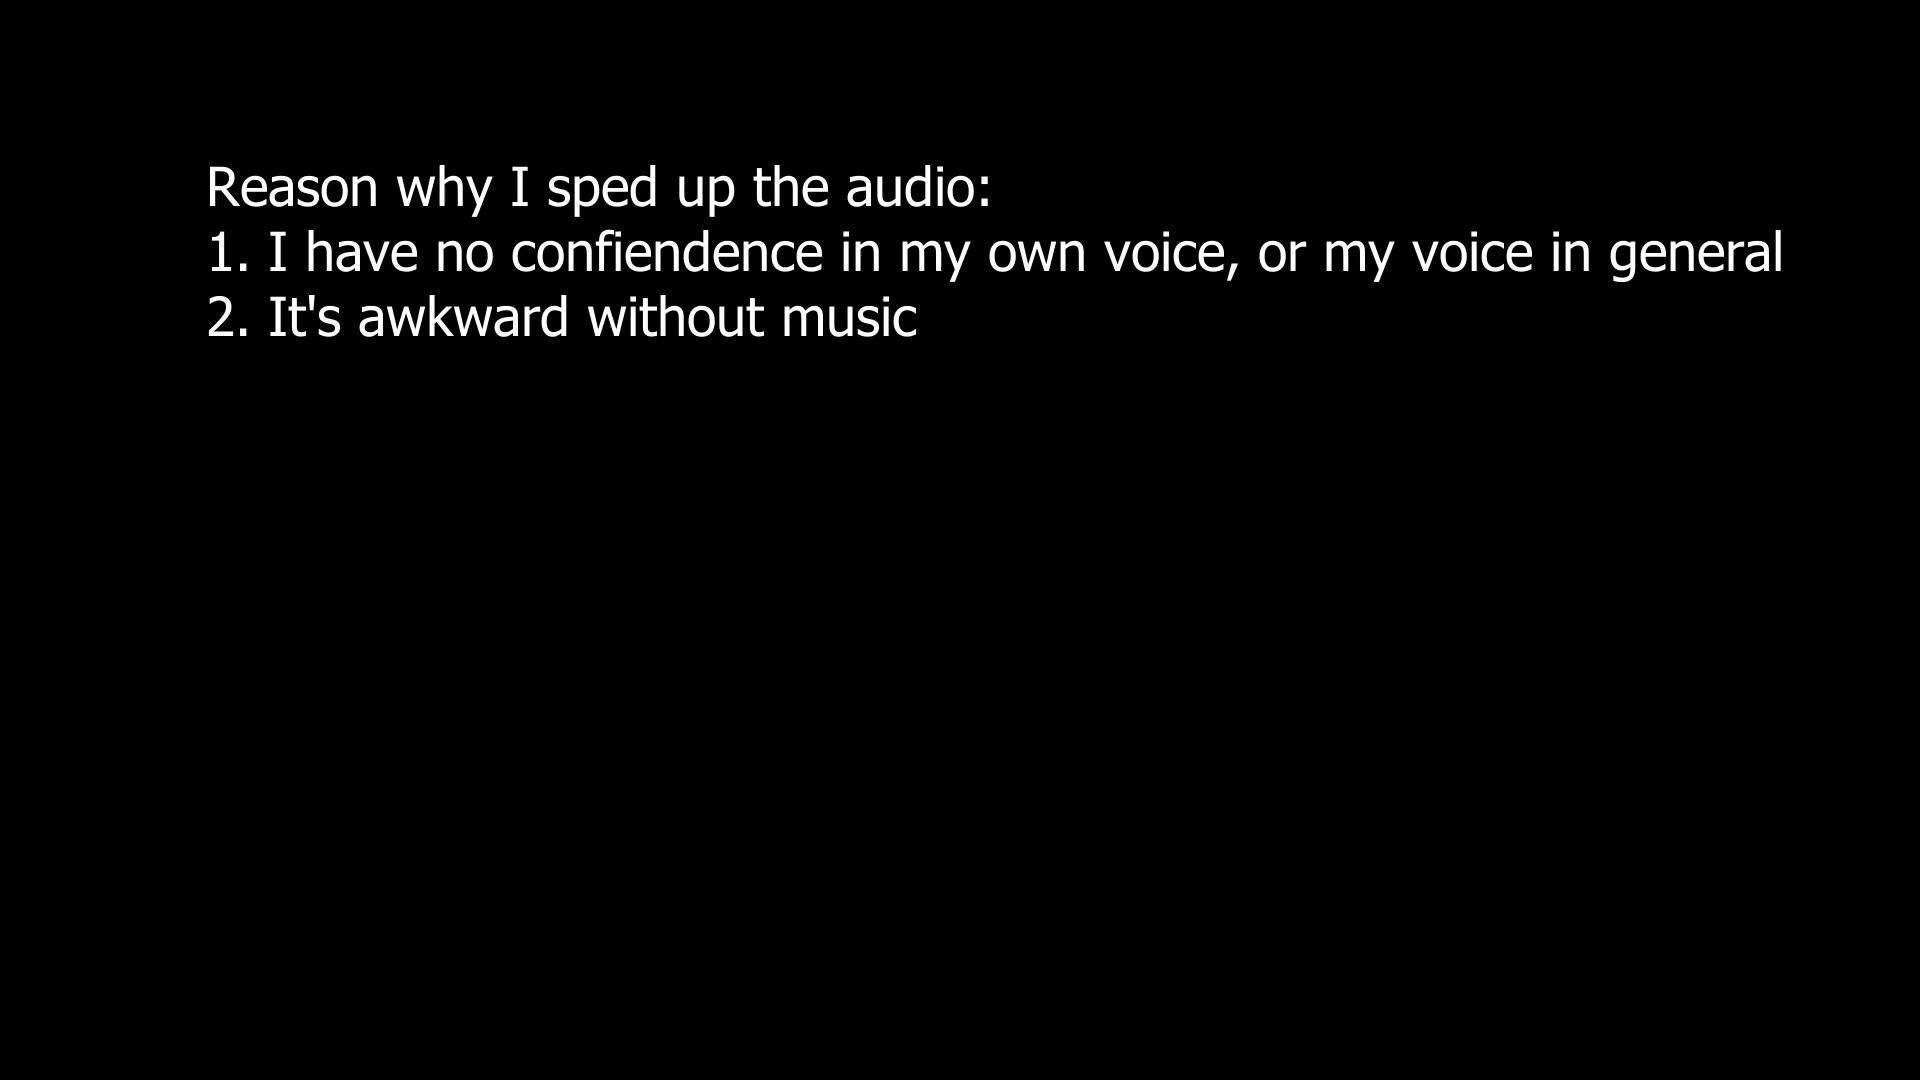 Reason why I sped up the audio:
1. I have no confiendence in my own voice, or my voice in general
2. It's awkward without music